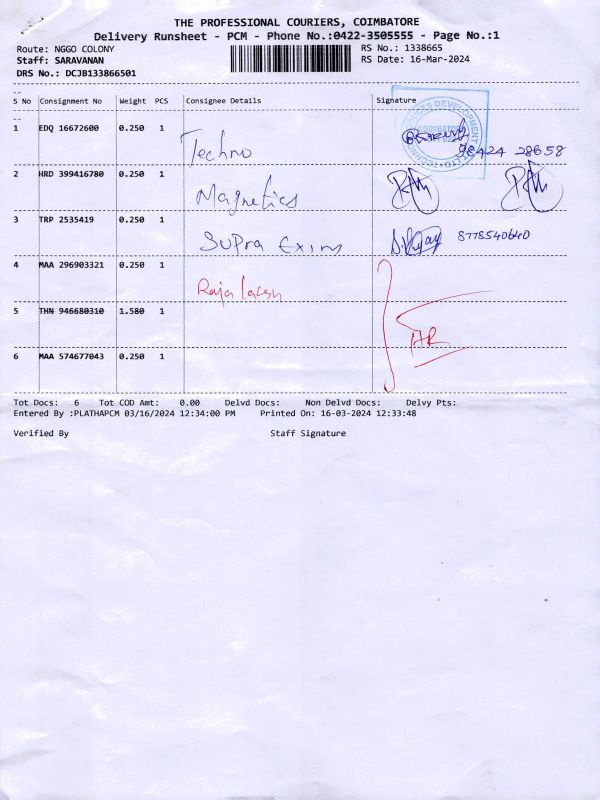 THE PROFESSIONAL COURIERS, COIMBATORE
Delivery Runsheet - PCM - Phone No.:0422-3505555 - Page No.:1
Route: NGGO COLONY
RS No.: 1338665
Staff: SARAVANAN
RS Date: 16-Mar-2024
DRS No.: DCJB133866501
--
S No Consignment No Weight PCS Consignee Details Signature
--
1 EDQ 16672600 0.250 1 Techno
98424 28658
2 HRD 399416780 0.250 1 Magnetics
3 TRP 2535419 0.250 1 Supra Exim 8778540640
4 MAA 296903321 0.250 1 Raja
5 THN 946680310 1.580 1 AR
6 MAA 574677043 0.250 1
Tot Docs: 6 Tot COD Amt: 0.00 Delvd Docs: Non Delvd Docs: Delvy Pts:
Entered By :PLATHAPCM 03/16/2024 12:34:00 PM Printed On: 16-03-2024 12:33:48
Verified By Staff Signature